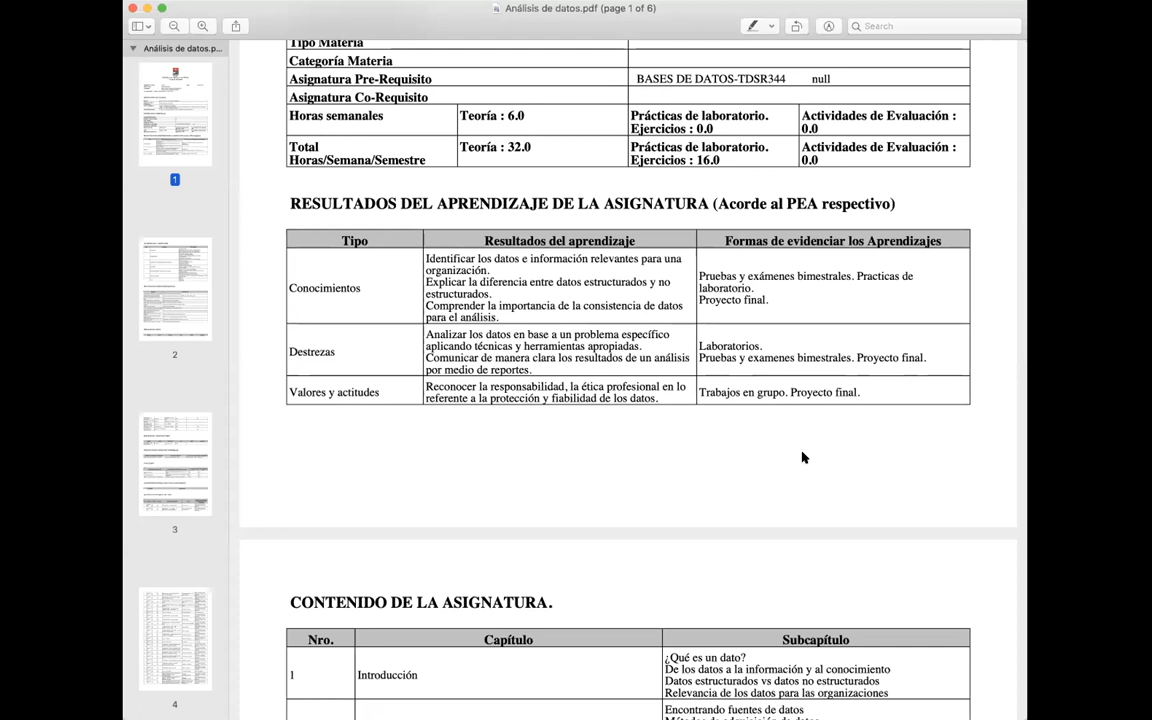 Análisis de datos.pdf (page 1 of 6)
Search
Análisis de datos.p...
1
2
3
4
Tipo Materia
Categoría Materia
Asignatura Pre-Requisito BASES DE DATOS-TDSR344 null
Asignatura Co-Requisito
Horas semanales Teoría : 6.0 Prácticas de laboratorio. Actividades de Evaluación :
Ejercicios : 0.0 0.0
Total Teoría : 32.0 Prácticas de laboratorio. Actividades de Evaluación :
Horas/Semana/Semestre Ejercicios : 16.0 0.0
RESULTADOS DEL APRENDIZAJE DE LA ASIGNATURA (Acorde al PEA respectivo)
Tipo Resultados del aprendizaje Formas de evidenciar los Aprendizajes
Conocimientos
Identificar los datos e información relevantes para una
organización.
Explicar la diferencia entre datos estructurados y no
estructurados.
Comprender la importancia de la consistencia de datos
para el análisis.
Pruebas y exámenes bimestrales. Practicas de
laboratorio.
Proyecto final.
Destrezas
Analizar los datos en base a un problema específico
aplicando técnicas y herramientas apropiadas.
Comunicar de manera clara los resultados de un análisis
por medio de reportes.
Laboratorios.
Pruebas y examenes bimestrales. Proyecto final.
Valores y actitudes
Reconocer la responsabilidad, la ética profesional en lo
referente a la protección y fiabilidad de los datos.
Trabajos en grupo. Proyecto final.
CONTENIDO DE LA ASIGNATURA.
Nro. Capítulo Subcapítulo
1 Introducción
¿Qué es un dato?
De los datos a la información y al conocimiento
Datos estructurados vs datos no estructurados
Relevancia de los datos para las organizaciones
Encontrando fuentes de datos
Métodos de adquisición de datos